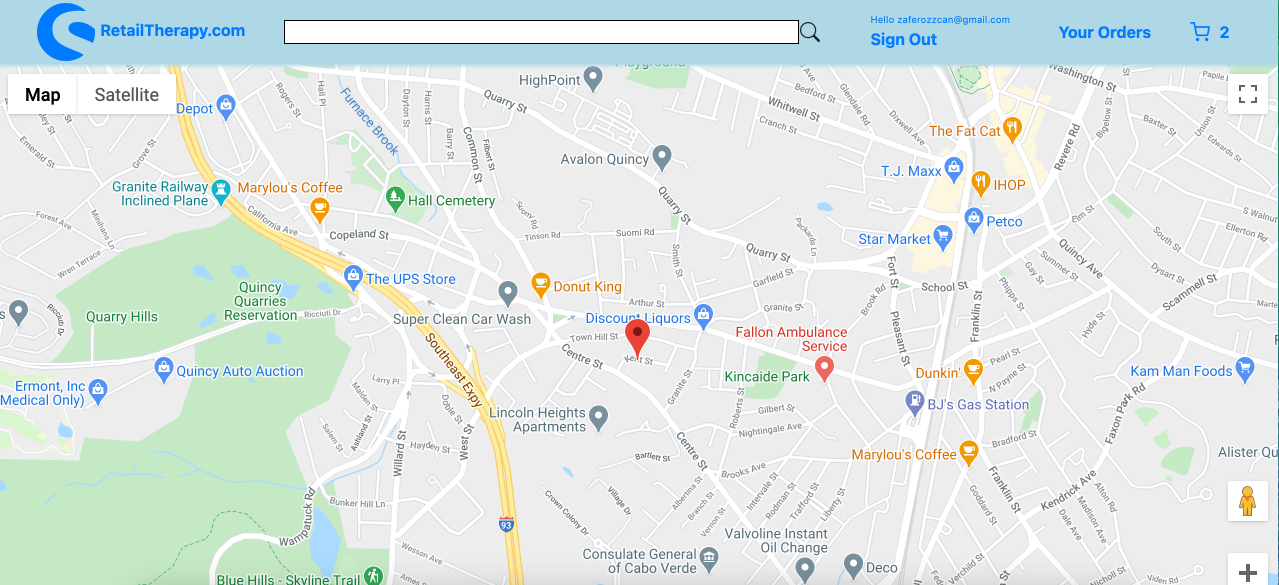 RetailTherapy.com
Hello zaferozzcan@gmail.com
Sign Out
Your Orders
2
Map
Satellite
Playground
HighPoint
Depot
Rogers St
Hall Pl
Furnace Brook
Dayton St
Harris St
Common St
Barry St
Filbert St
Quarry St
Bedford St
Glendale Rd
Whitwell St
Cranch St
Dixwell Ave
Washington St
Papile L
Bigelow St
Union St
Baxter St
Edwards St
Revere Rd
The Fat Cat
T.J. Maxx
IHOP
Petco
Star Market
Emerald St
Grove St
Avalon Quincy
Granite Railway
Inclined Plane
Marylou's Coffee
Hall Cemetery
California Ave
Copeland St
Forest Ave
Minihans Ln
Wren Terrace
Tinson Rd
Suomi Rd
Suomi Rd
Quarry St
Smith St
Quarry St
Packards Ln
Garfield St
Elm St
S Walnut
Ellerton Rd
South St
Quincy Ave
Dysart St
Scammell St
Gay St
Summer St
Phipps St
Hyde St
Fort St
School St
Brook Rd
Pleasant St
Franklin St
The UPS Store
Donut King
Quincy
Quarries
Reservation
Ricciuti Dr
Ricciuti Dr
Quarry Hills
Super Clean Car Wash
Arthur St
Discount Liquors
Granite St
Town Hill St
Kent St
Centre St
Fallon Ambulance
Service
Kincaide Park
Southeast Expy
Quincy Auto Auction
Ermont, Inc
Medical Only)
Larry Pl
Malden St
Doble St
Granite St
Roberts St
Gilbert St
Nightingale Ave
Pearl St
N Payne St
Dunkin'
BJ's Gas Station
Kam Man Foods
Faxon Park Rd
Lincoln Heights
Apartments
Salem St
Ashland St
Willard St
Hayden St
West St
Bartlett St
Centre St
Brooks Ave
Marylou's Coffee
Bradford St
Franklin St
Kendrick Ave
Alton Rd
Alister Qu
Bunker Hill Ln
Wampatuck Rd
Crown Colony Dr
Village Dr
Albertina St
Branch St
Vernon St
Intervale St
Rodman St
Trafford St
Liberty St
Goddard St
Dale Ave
Madison Ave
93
Wesson Ave
Ames
Valvoline Instant
Oil Change
Consulate General
of Cabo Verde
Deco
Blue Hills - Skyline Trail